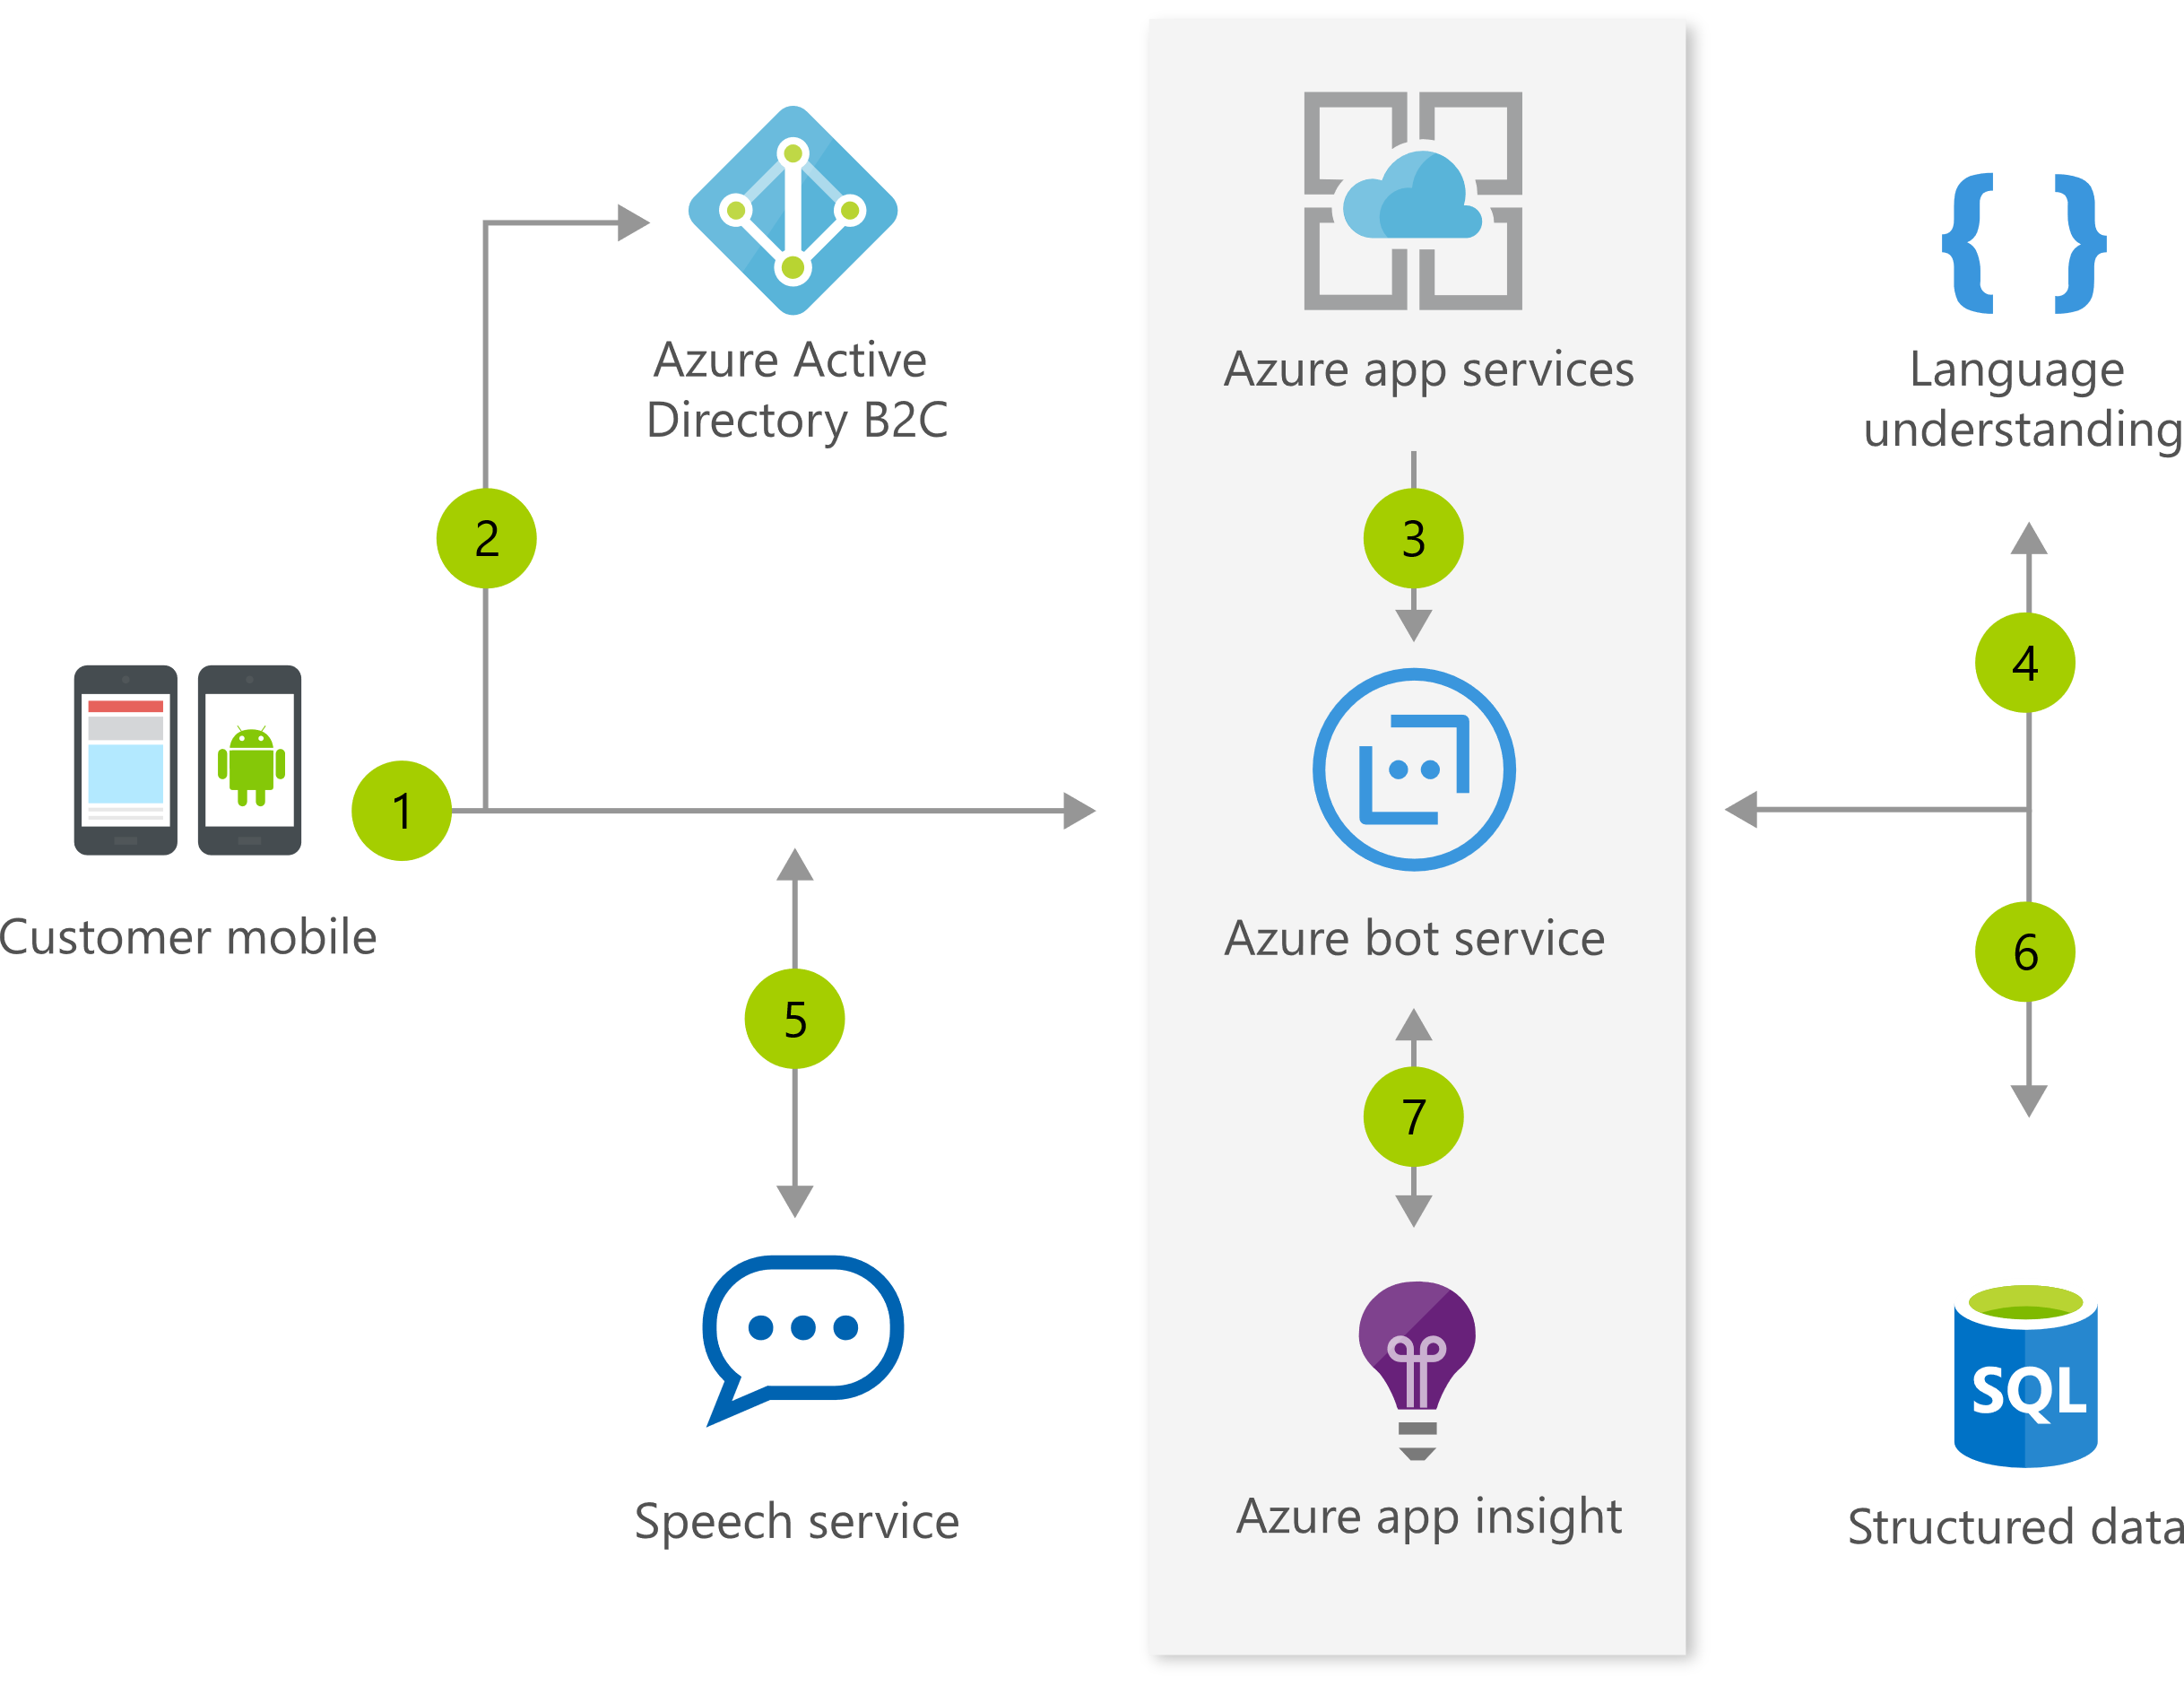 Azure Active
Directory B2C
Azure app services
Language
understanding
2
3
4
1
Customer mobile
Azure bot service
6
5
7
SQL
Speech service
Azure app insight
Structured data